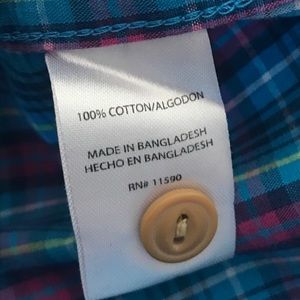 100% COTTON/ALGODON
MADE IN BANGLADESH
HECHO EN BANGLADESH
RN# 11590